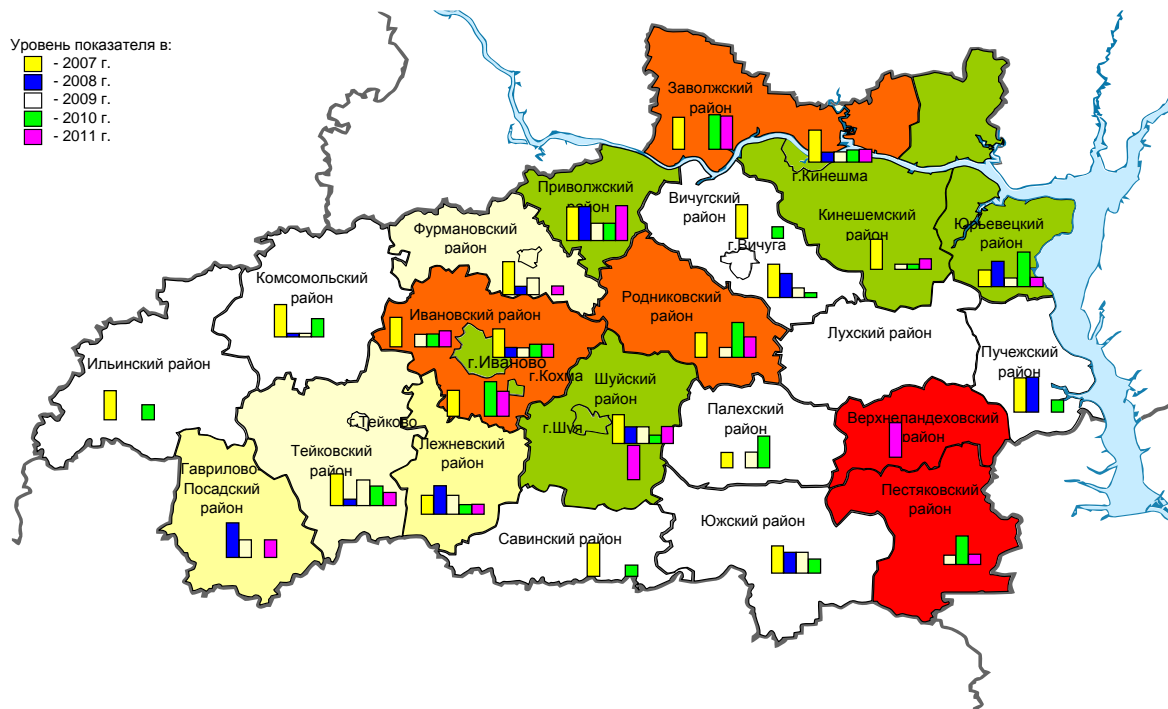 Уровень показателя в:
- 2007 г.
- 2008 г.
- 2009 г.
- 2010 г.
- 2011 г.
Заволжский
район
г.Кинешма
Приволжский
район
Вичугский
район
Кинешемский
район
Юрьевецкий
район
Фурмановский
район
г.Вичуга
Комсомольский
район
Родниковский
район
Ивановский район
Лухский район
Пучежский
район
Ильинский район
г.Иваново
г.Кохма
Шуйский
район
Палехский
район
Верхнеландеховский
район
г.Тейково
г.Шуя
Лежневский
район
Тейковский
район
Гаврилово-
Посадский
район
Пестяковский
район
Южский район
Савинский район